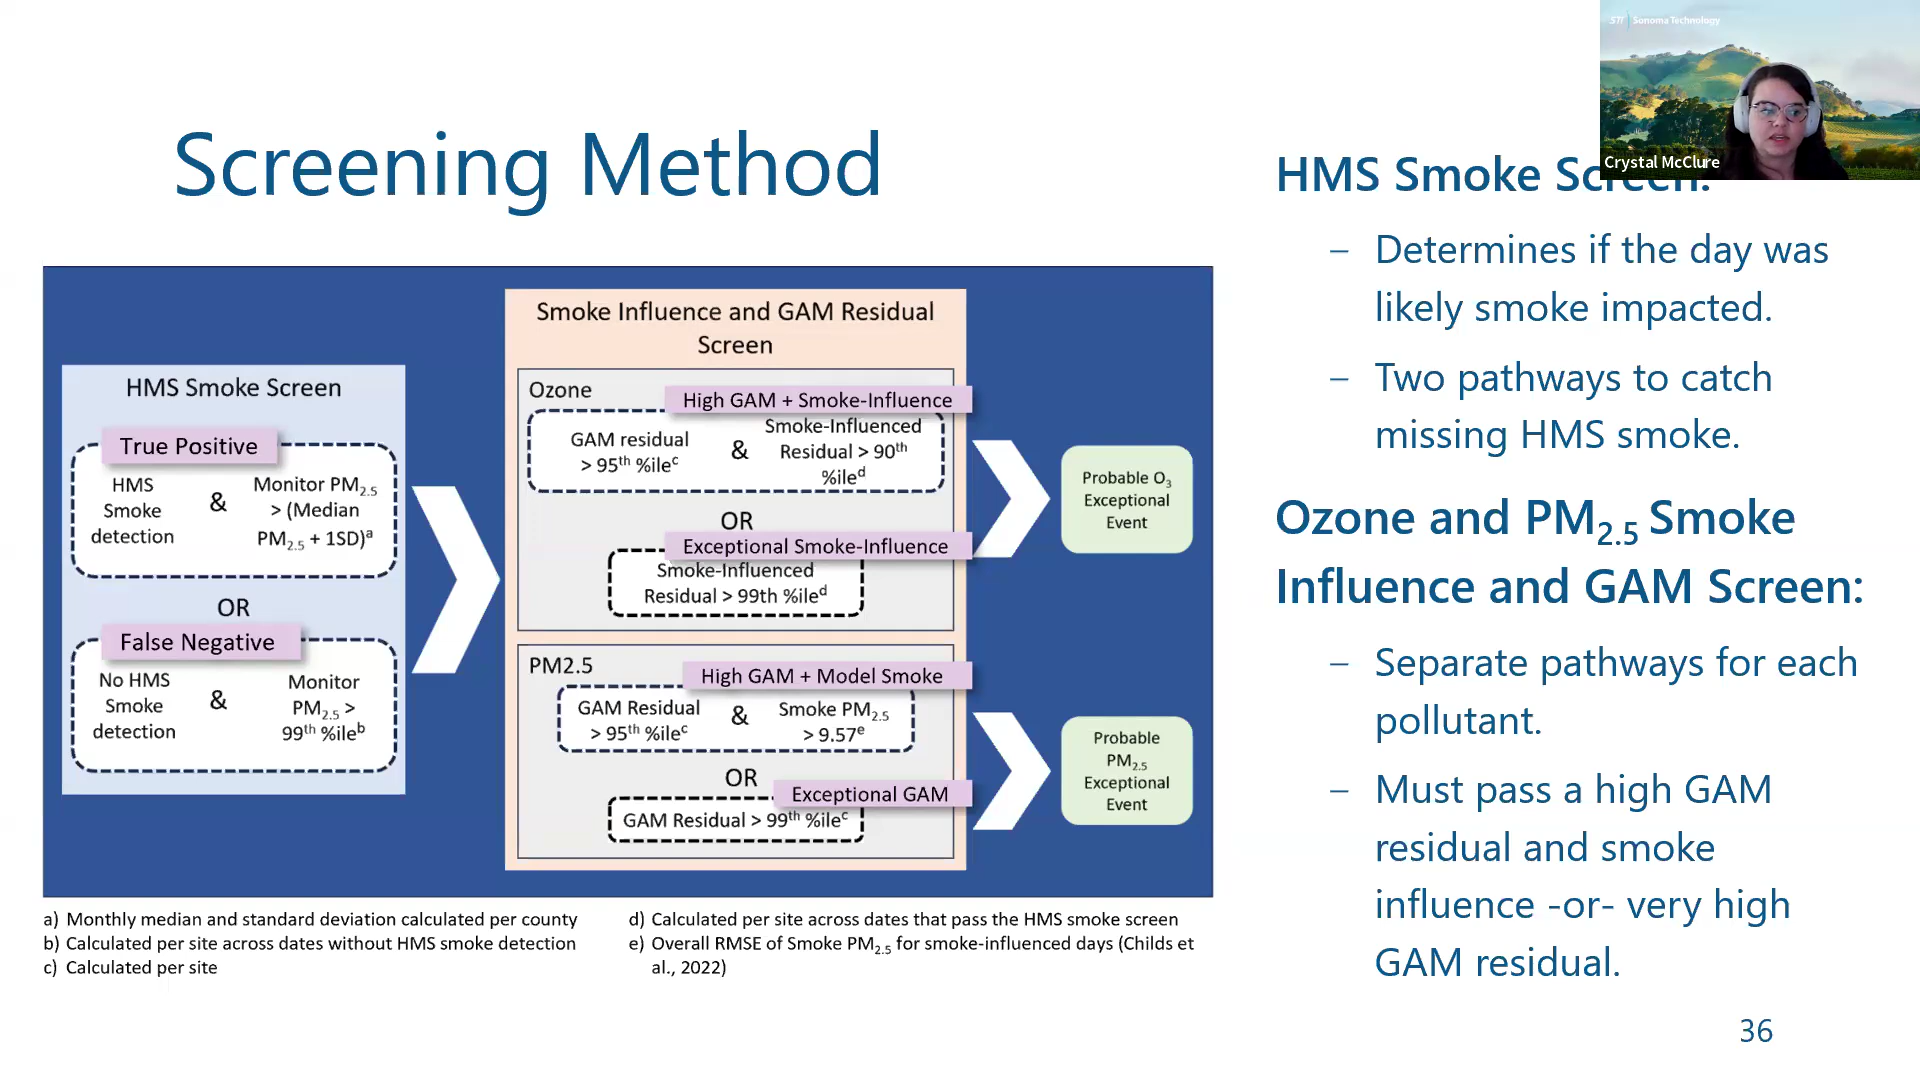 STI | Sonoma Technology
Crystal McClure
Screening Method
HMS Smoke Screen
True Positive
HMS
Smoke
detection
&
Monitor PM2.5
> (Median
PM2.5 + 1SD)a
OR
False Negative
No HMS
Smoke
detection
&
Monitor
PM2.5 >
99th %ileb
Smoke Influence and GAM Residual
Screen
Ozone
High GAM + Smoke-Influence
GAM residual
> 95th %ilec
&
Smoke-Influenced
Residual > 90th
%iled
OR
Exceptional Smoke-Influence
Smoke-Influenced
Residual > 99th %iled
PM2.5
High GAM + Model Smoke
GAM Residual
> 95th %ilec
&
Smoke PM2.5
> 9.57e
OR
Exceptional GAM
GAM Residual > 99th %ilec
Probable O3
Exceptional
Event
Probable
PM2.5
Exceptional
Event
a) Monthly median and standard deviation calculated per county
b) Calculated per site across dates without HMS smoke detection
c) Calculated per site
d) Calculated per site across dates that pass the HMS smoke screen
e) Overall RMSE of Smoke PM2.5 for smoke-influenced days (Childs et
al., 2022)
HMS Smoke Screen:
– Determines if the day was
likely smoke impacted.
– Two pathways to catch
missing HMS smoke.
Ozone and PM2.5 Smoke
Influence and GAM Screen:
– Separate pathways for each
pollutant.
– Must pass a high GAM
residual and smoke
influence -or- very high
GAM residual.
36